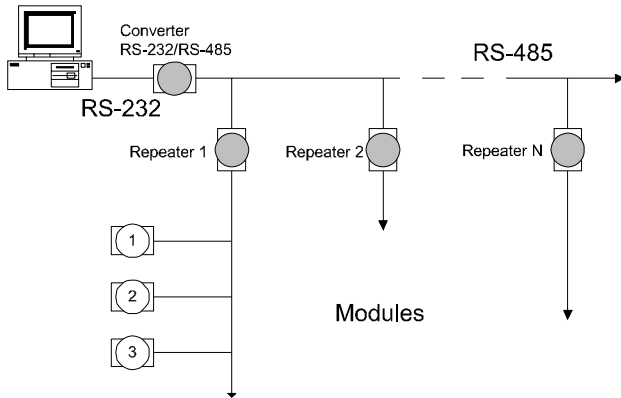 Converter
RS-232/RS-485
RS-485
RS-232
Repeater 1
Repeater 2
Repeater N
1
2
3
Modules